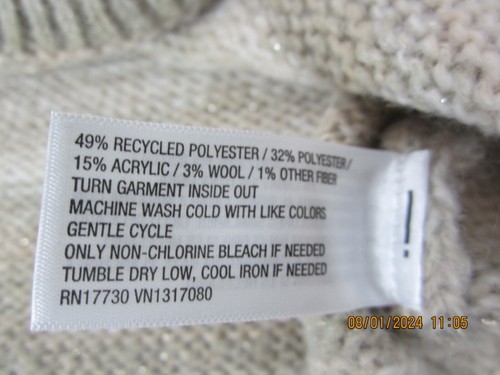 49% RECYCLED POLYESTER / 32% POLYESTER /
15% ACRYLIC / 3% WOOL / 1% OTHER FIBER
TURN GARMENT INSIDE OUT
MACHINE WASH COLD WITH LIKE COLORS
GENTLE CYCLE
ONLY NON-CHLORINE BLEACH IF NEEDED
TUMBLE DRY LOW, COOL IRON IF NEEDED
RN17730 VN1317080
08/01/2024 11:05